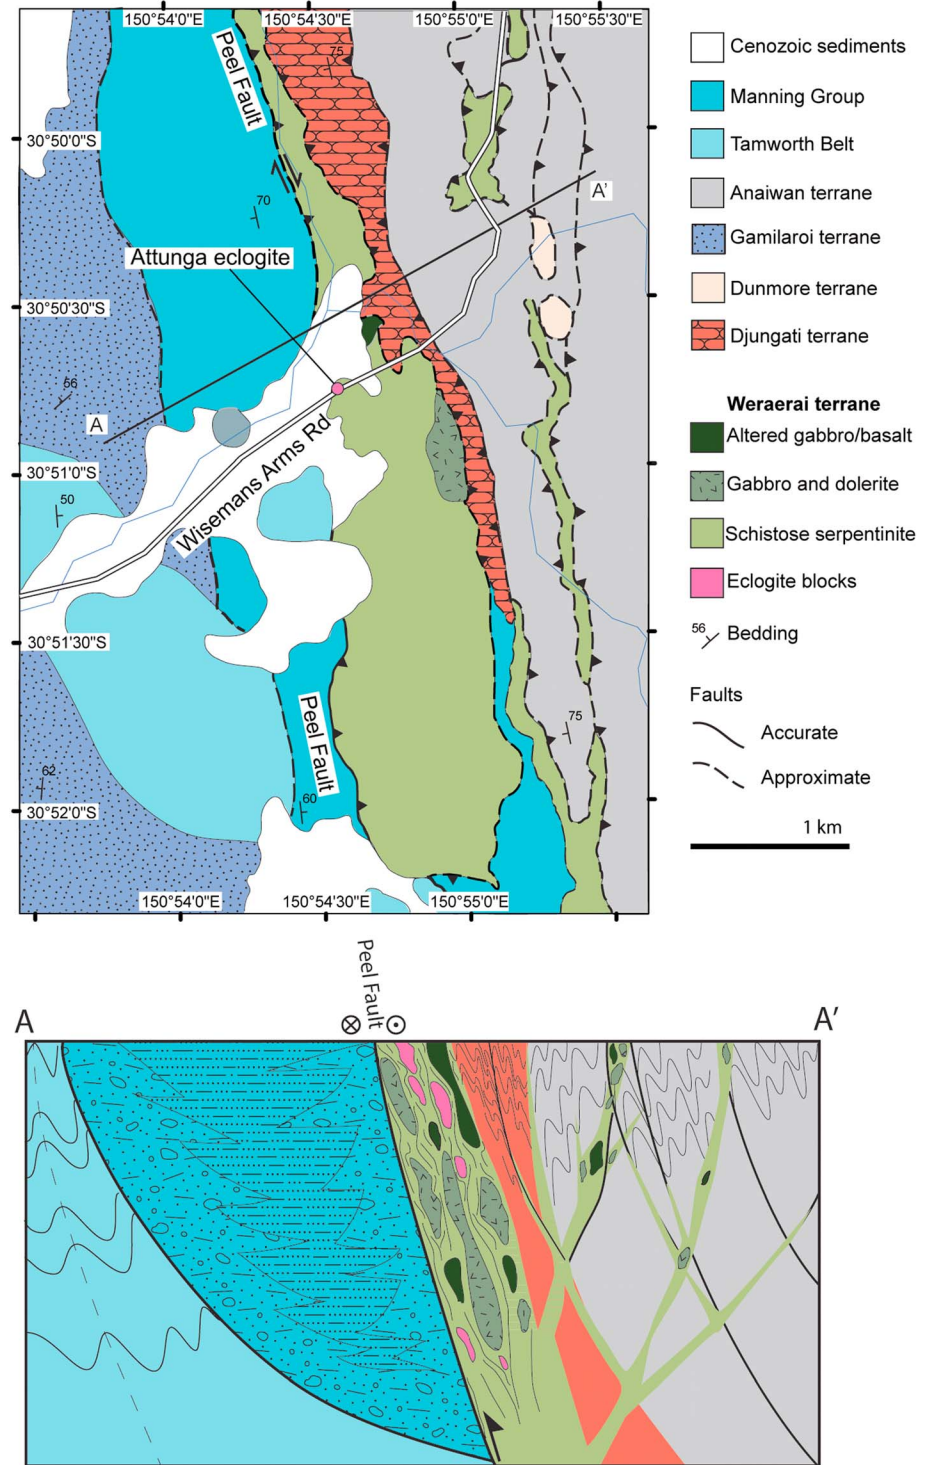 150°54'0"E
150°54'30"E
150°55'0"E
150°55'30"E
Peel Fault
75
30°50'0"S
70
A'
Attunga eclogite
30°50'30"S
56
A
30°51'0"S
50
Wisemans Arms Rd
30°51'30"S
Peel Fault
75
62
60
30°52'0"S
150°54'0"E
150°54'30"E
150°55'0"E
Cenozoic sediments
Manning Group
Tamworth Belt
Anaiwan terrane
Gamilaroi terrane
Dunmore terrane
Djungati terrane
Weraerai terrane
Altered gabbro/basalt
Gabbro and dolerite
Schistose serpentinite
Eclogite blocks
56 Bedding
Faults
Accurate
Approximate
1 km
Peel Fault
A
A'